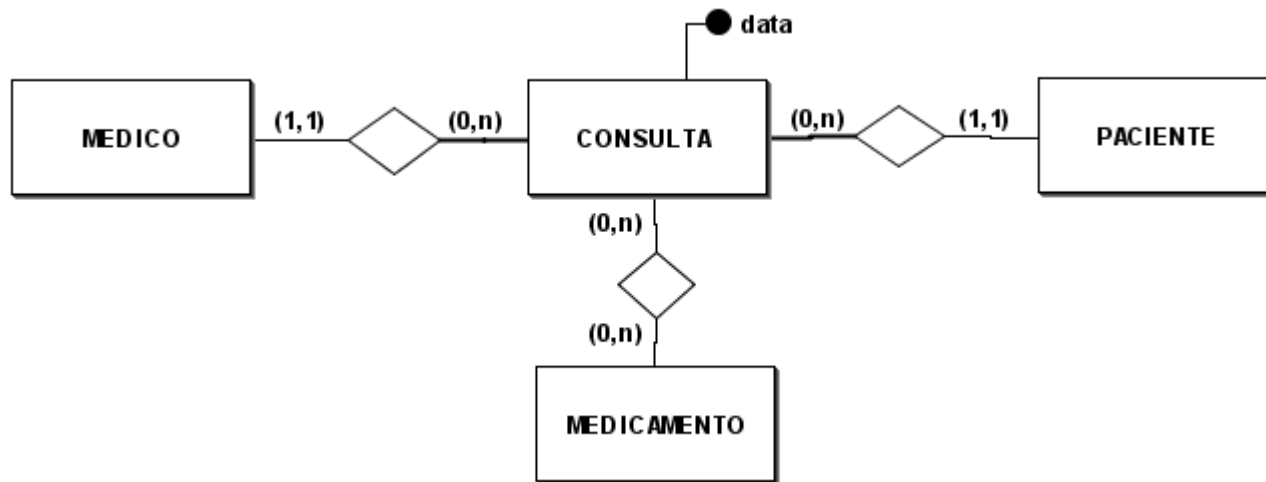 data
MEDICO
(1,1)
(0,n)
CONSULTA
(0,n)
(1,1)
PACIENTE
(0,n)
(0,n)
MEDICAMENTO